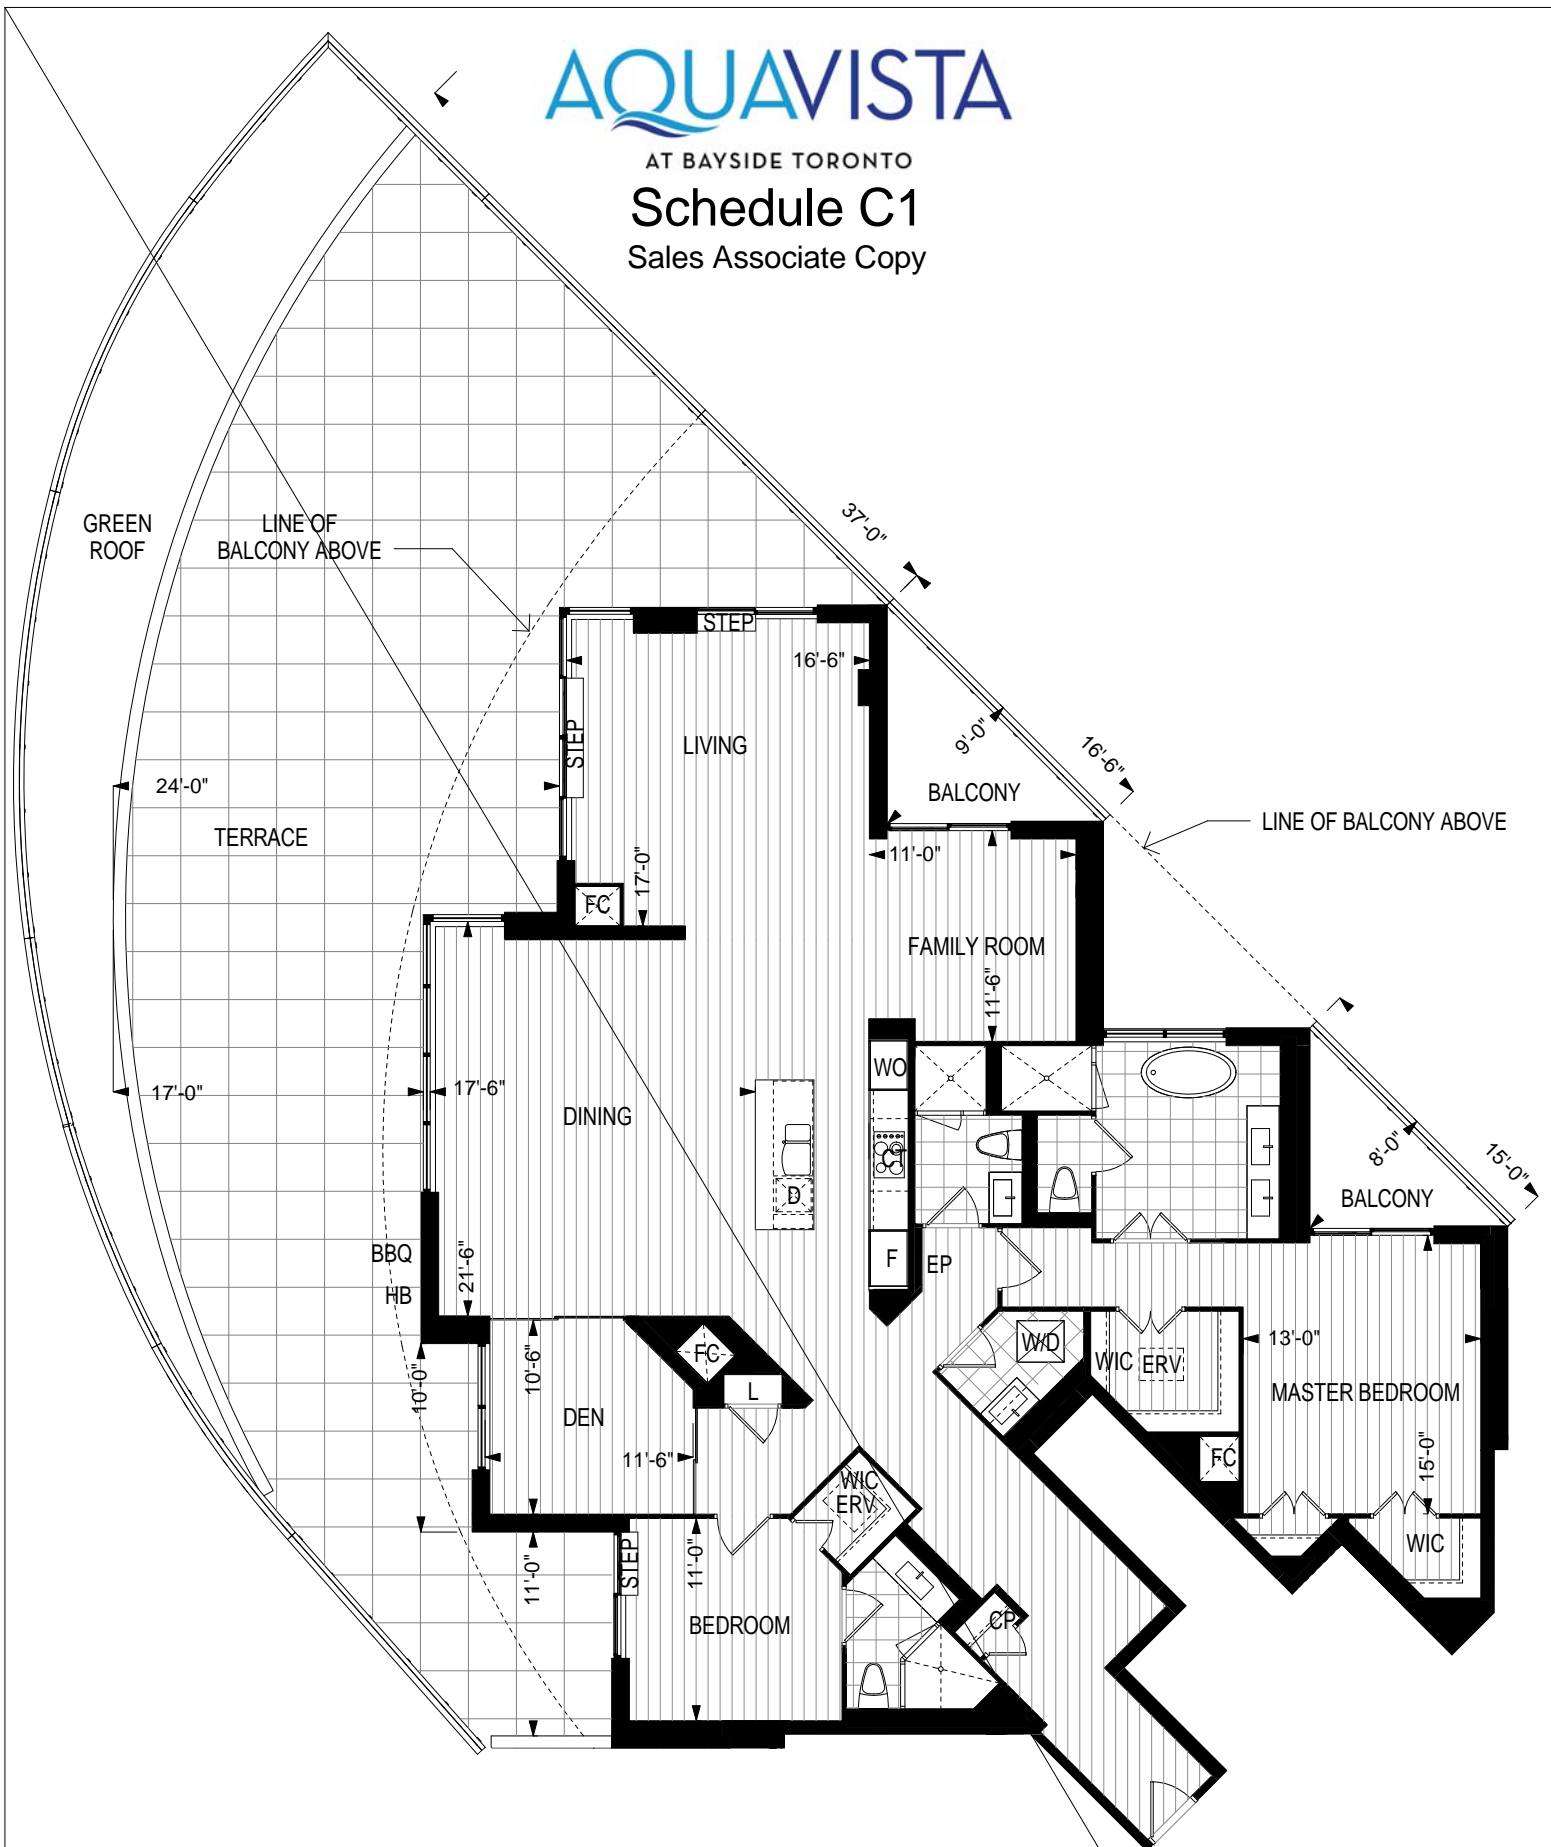 AQUAVISTA
AT BAYSIDE TORONTO
Schedule C1
Sales Associate Copy
GREEN
ROOF
LINE OF
BALCONY ABOVE
37'-0"
STEP
16'-6"
STEP
LIVING
9'-0"
16'-6"
24'-0"
BALCONY
TERRACE
LINE OF BALCONY ABOVE
11'-0"
17'-0"
FC
FAMILY ROOM
11'-6"
WO
17'-0"
17'-6"
DINING
8'-0"
15'-0"
D
BALCONY
BBQ
HB
21'-6"
F
EP
10'-0"
10'-6"
FC
W/D
WIC
ERV
13'-0"
L
MASTER BEDROOM
DEN
11'-6"
FC
15'-0"
WIC
ERV
WIC
11'-0"
STEP
11'-0"
BEDROOM
CP